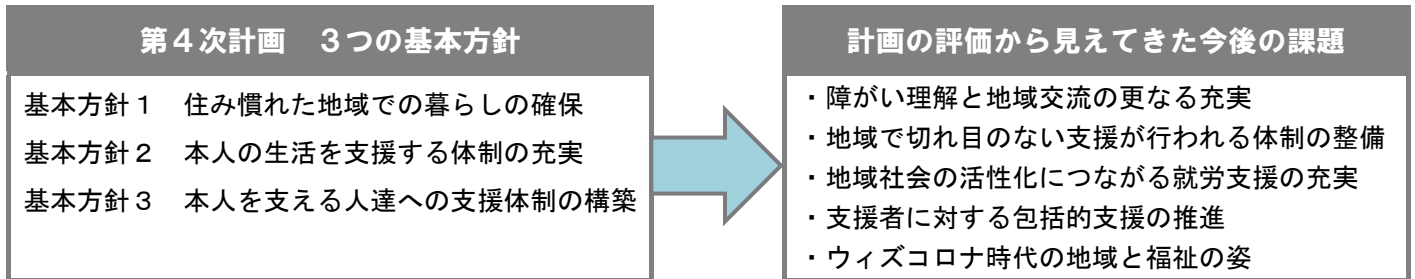 第４次計画　３つの基本方針
基本方針１　住み慣れた地域での暮らしの確保
基本方針２　本人の生活を支援する体制の充実
基本方針３　本人を支える人達への支援体制の構築
計画の評価から見えてきた今後の課題
・障がい理解と地域交流の更なる充実
・地域で切れ目のない支援が行われる体制の整備
・地域社会の活性化につながる就労支援の充実
・支援者に対する包括的支援の推進
・ウィズコロナ時代の地域と福祉の姿